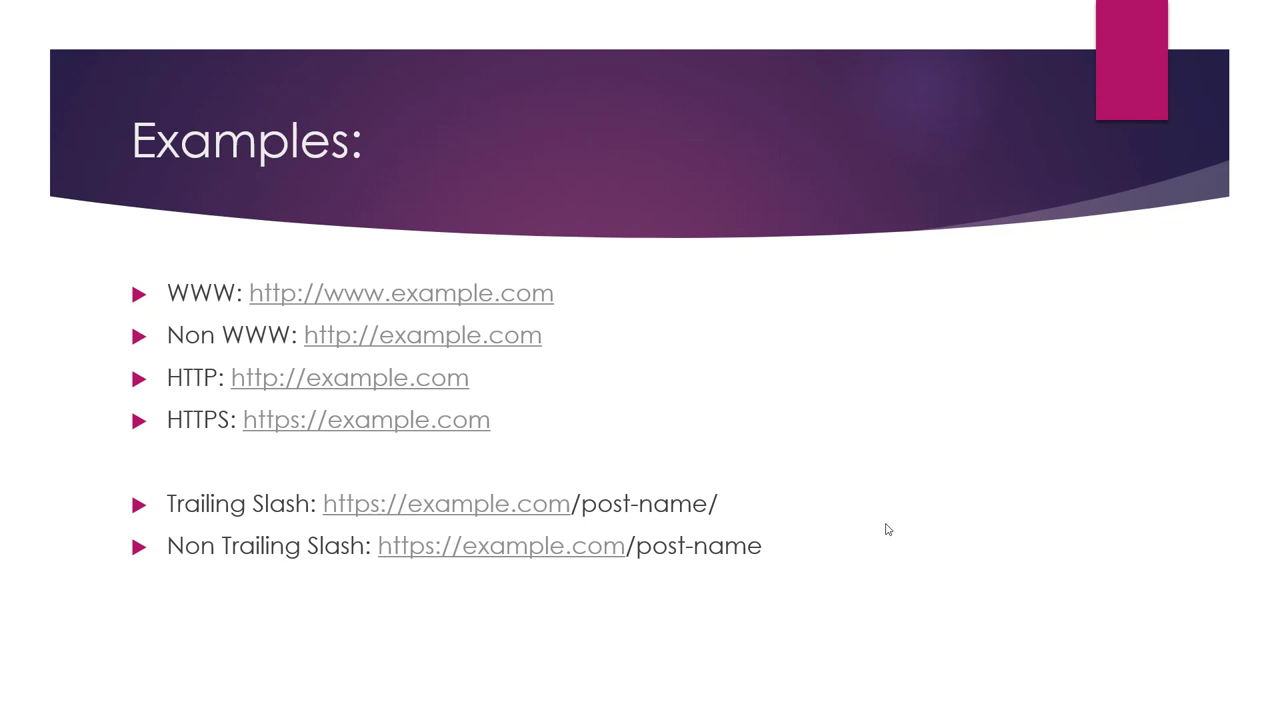 Examples:
WWW: http://www.example.com
Non WWW: http://example.com
HTTP: http://example.com
HTTPS: https://example.com
Trailing Slash: https://example.com/post-name/
Non Trailing Slash: https://example.com/post-name